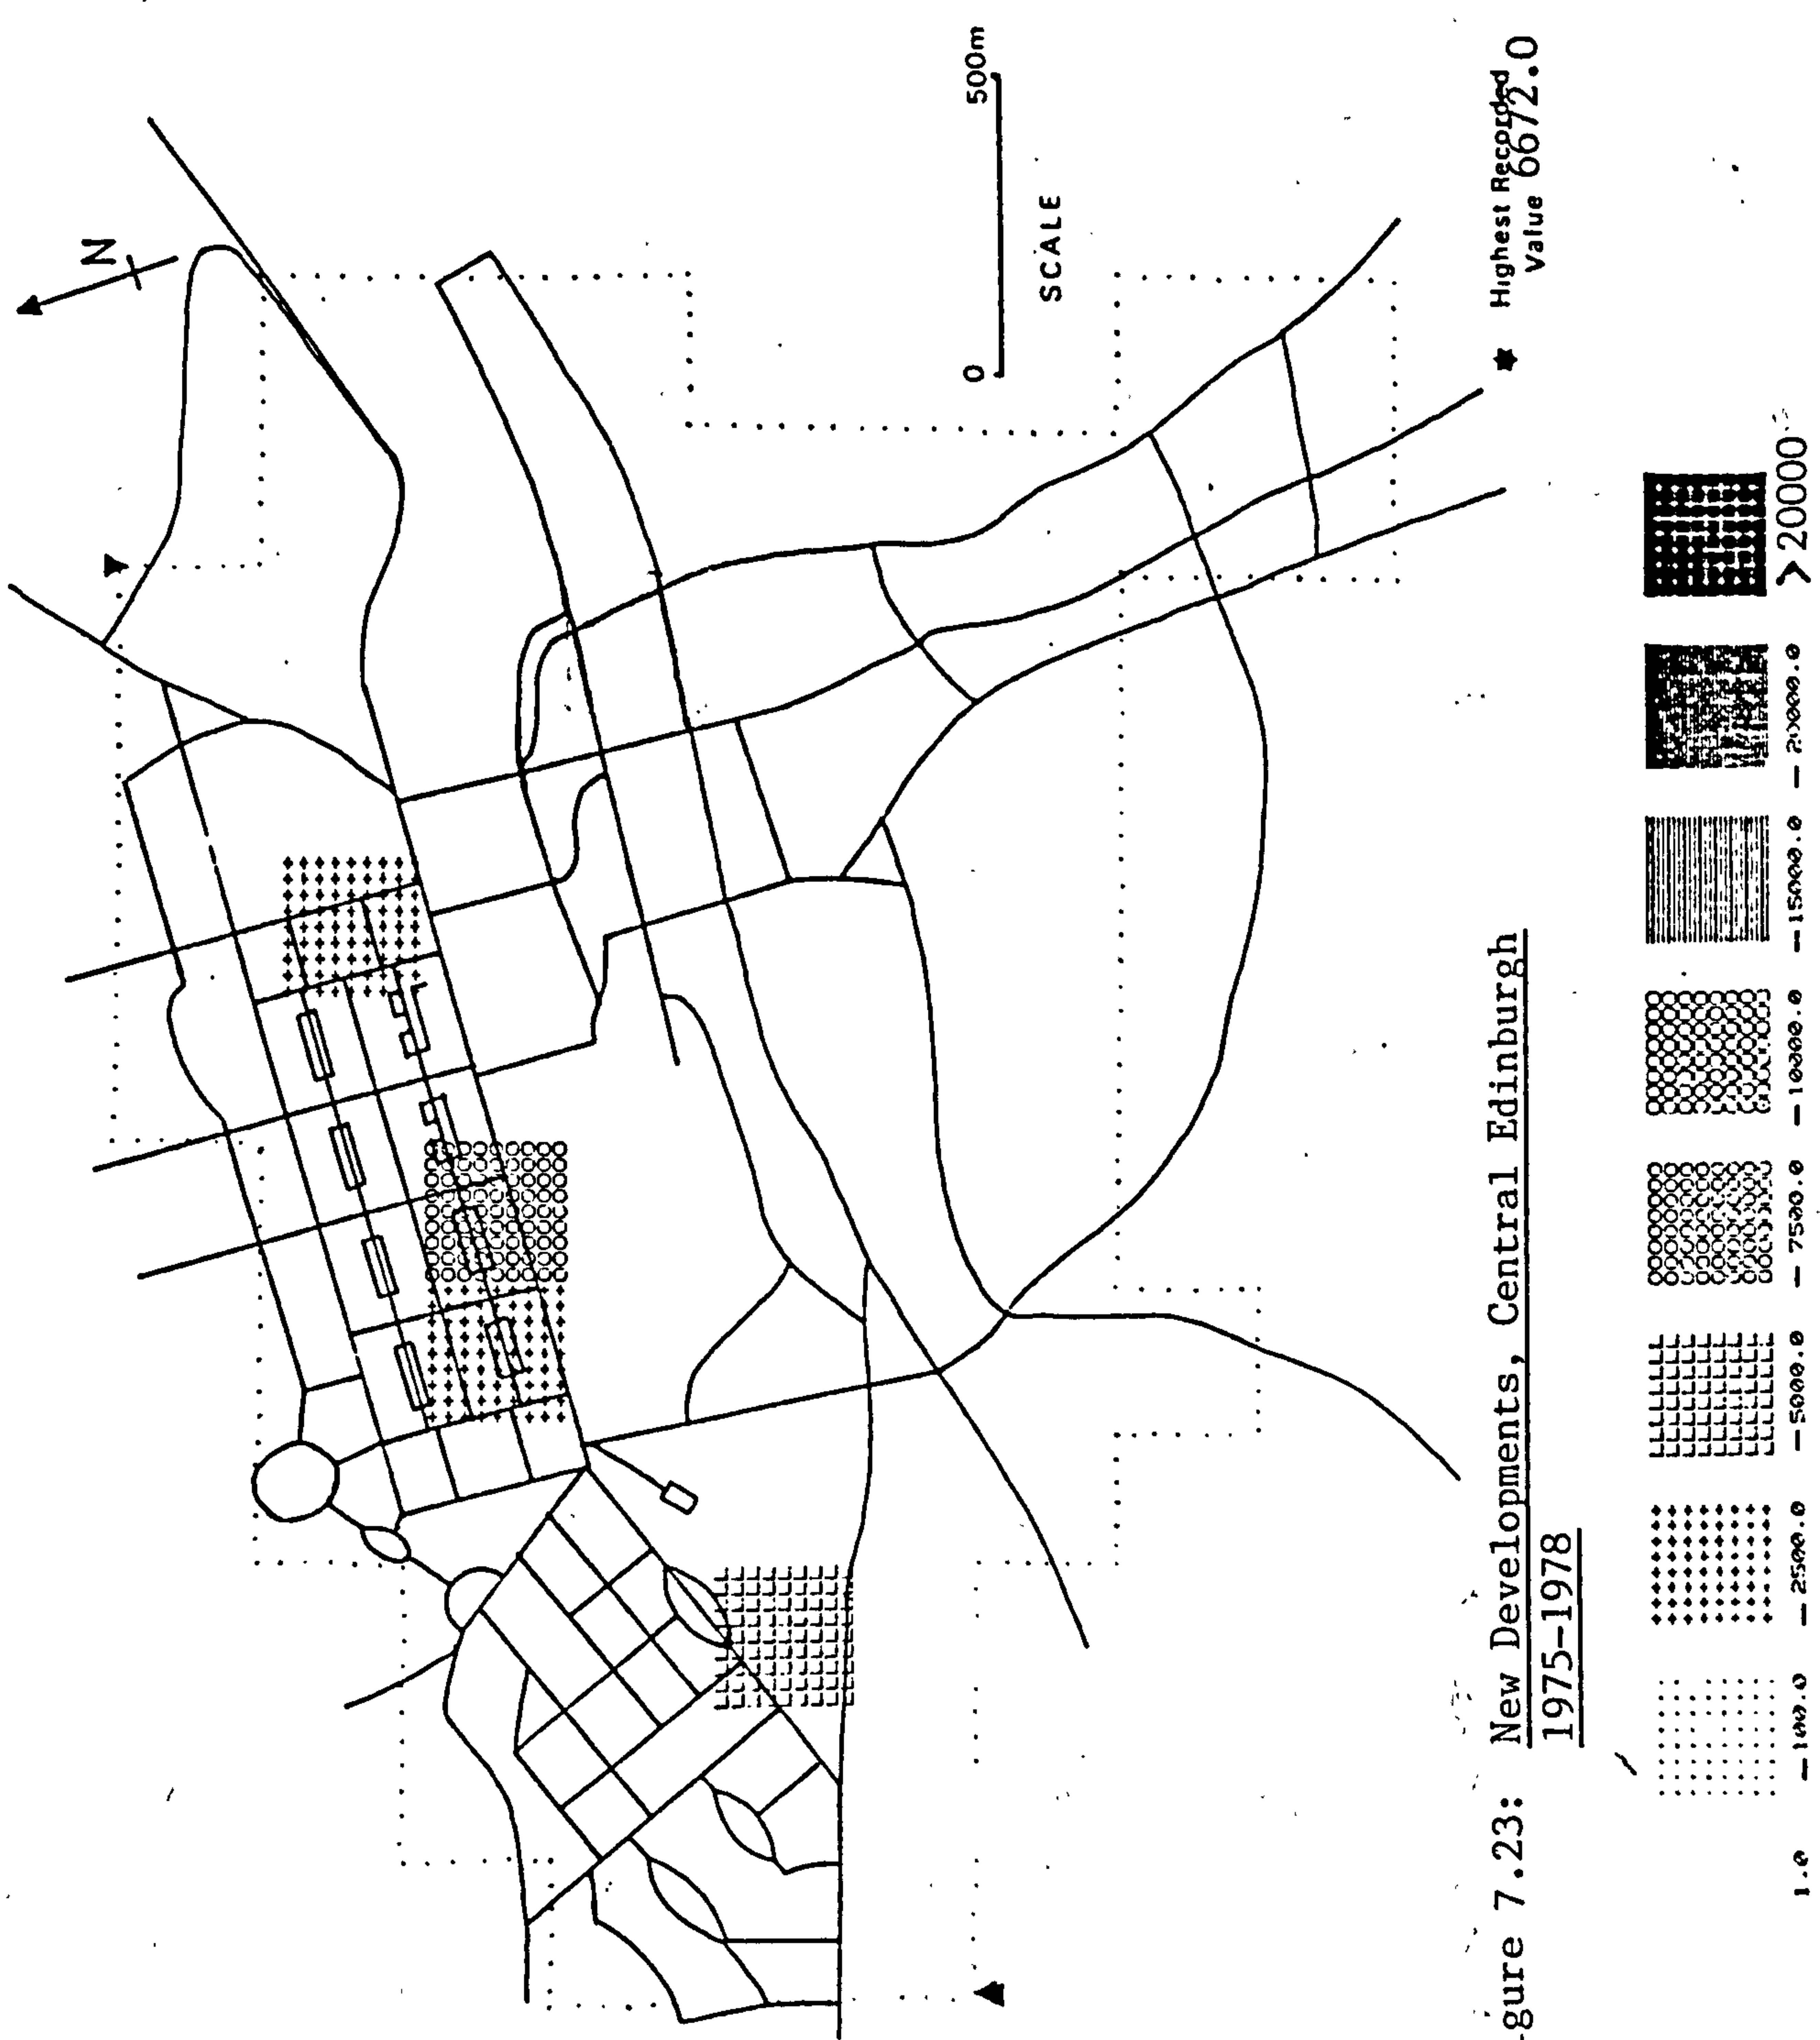 N
0 500m
SCALE
Highest Recorded
Value 6672.0
gure 7.23: New Developments, Central Edinburgh
1975–1978
1.0 —100.0 —2500.0 —5000.0 —7500.0 —10000.0 —15000.0 —20000.0 >20000